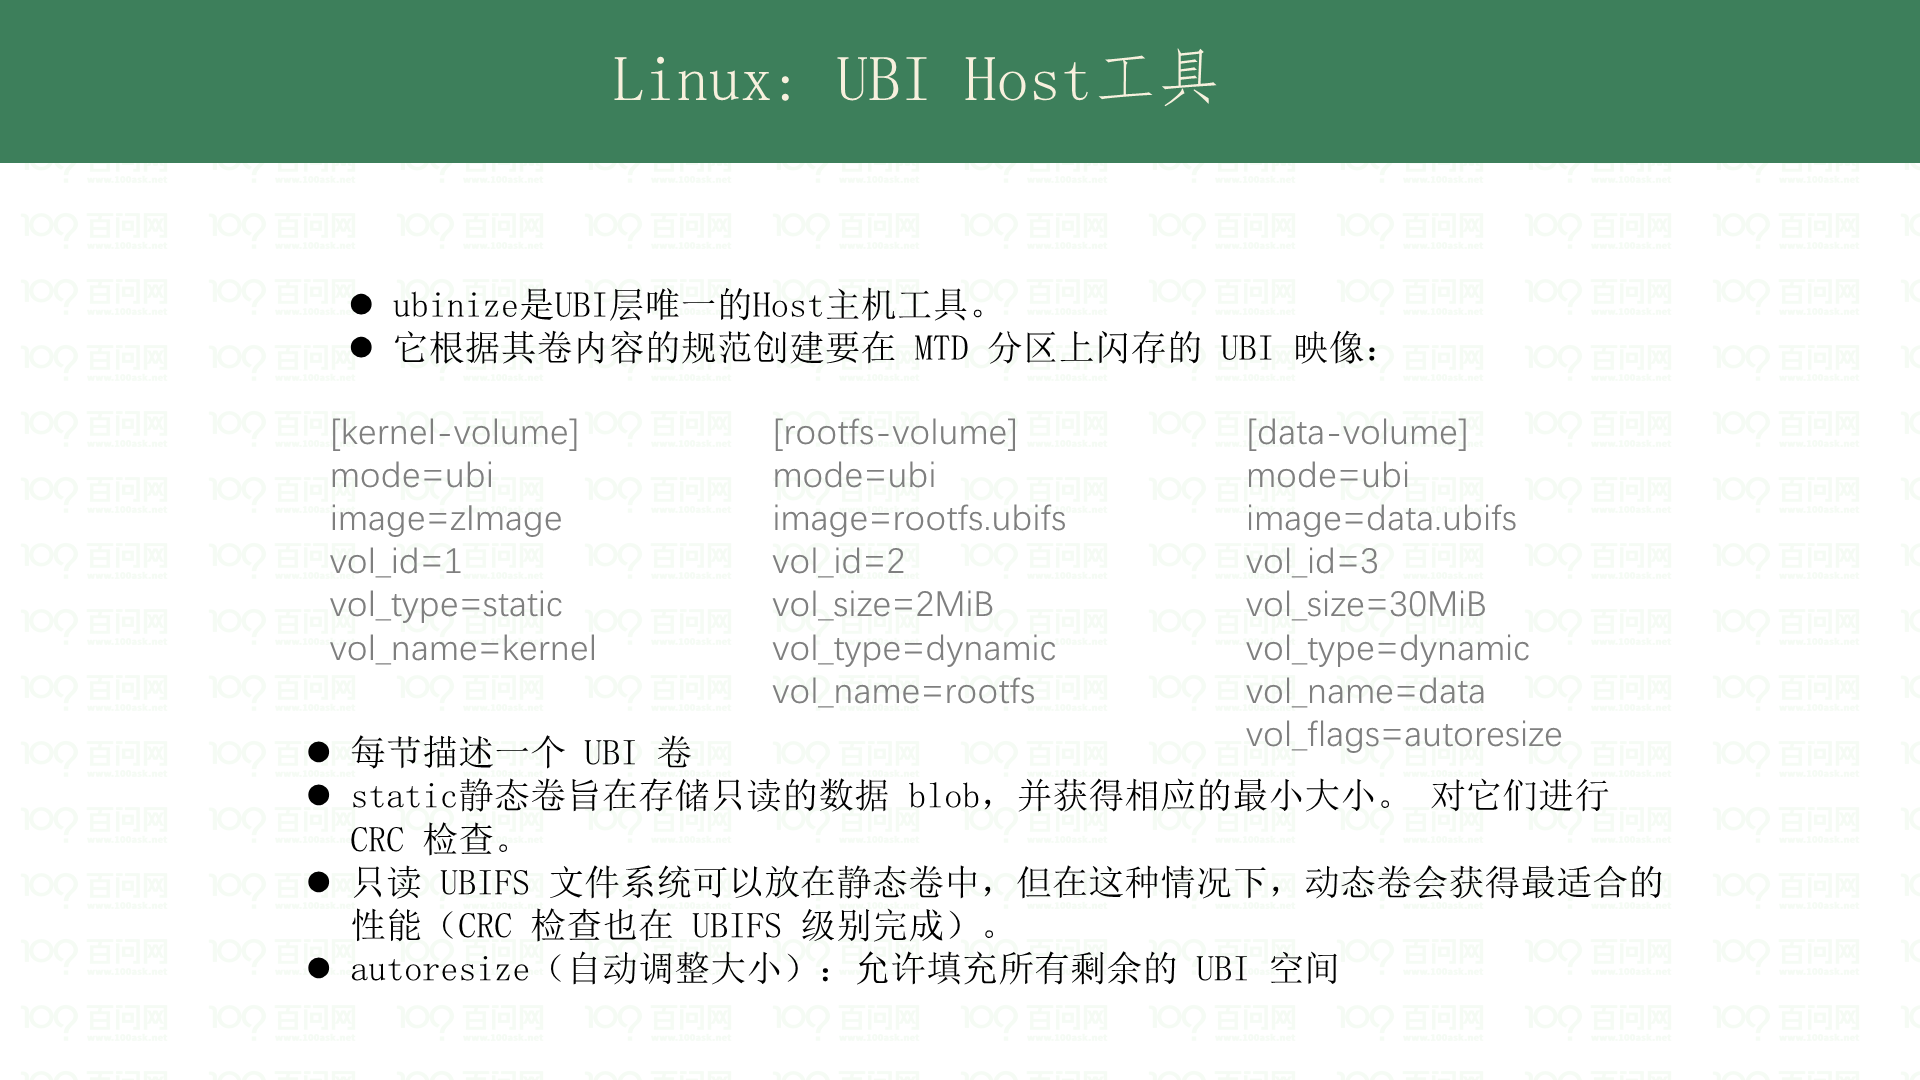 Linux: UBI Host工具
● ubinize是UBI层唯一的Host主机工具。
● 它根据其卷内容的规范创建要在 MTD 分区上闪存的 UBI 映像：
[kernel-volume]
mode=ubi
image=zImage
vol_id=1
vol_type=static
vol_name=kernel
[rootfs-volume]
mode=ubi
image=rootfs.ubifs
vol_id=2
vol_size=2MiB
vol_type=dynamic
vol_name=rootfs
[data-volume]
mode=ubi
image=data.ubifs
vol_id=3
vol_size=30MiB
vol_type=dynamic
vol_name=data
vol_flags=autoresize
● 每节描述一个 UBI 卷
● static静态卷旨在存储只读的数据 blob，并获得相应的最小大小。 对它们进行
CRC 检查。
● 只读 UBIFS 文件系统可以放在静态卷中，但在这种情况下，动态卷会获得最适合的
性能（CRC 检查也在 UBIFS 级别完成）。
● autoresize（自动调整大小）：允许填充所有剩余的 UBI 空间
百问网
www.100ask.net